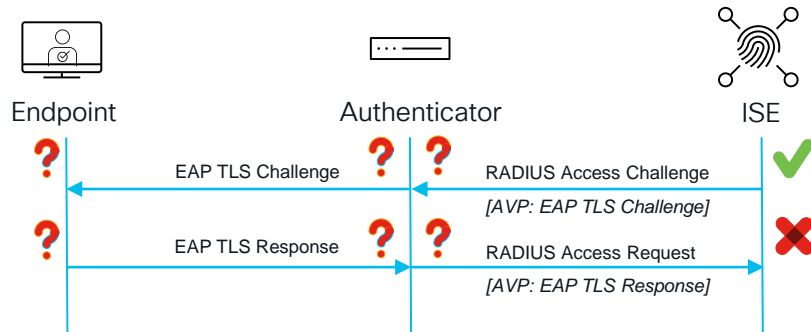 Endpoint
Authenticator
ISE
EAP TLS Challenge
RADIUS Access Challenge
[AVP: EAP TLS Challenge]
EAP TLS Response
RADIUS Access Request
[AVP: EAP TLS Response]